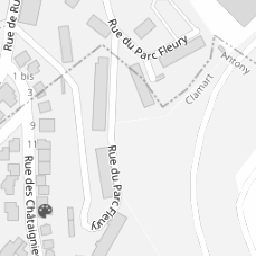 Rue de Ru
Rue du Parc Fleury
Antony
Clamart
1 bis
3
9
11
Rue des Châtaignie
Rue du Parc Fleury